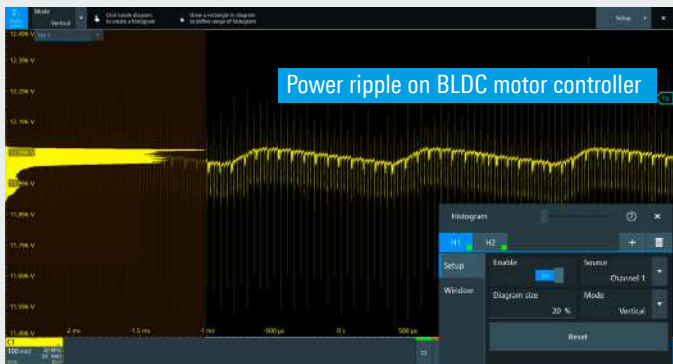 Mode
Vertical
Click inside diagram
to create a histogram
Draw a rectangle in diagram
to define range of histogram
Setup
12.496 V
12.396 V
12.296 V
12.196 V
11.896 V
11.796 V
11.696 V
11.596 V
11.496 V
Power ripple on BLDC motor controller
C1
-2 ms
-1.5 ms
-1 ms
-500 µs
0 s
500 µs
C1
100 mV/
Histogram
H1
H2
Setup
Enable
Source
On
Channel 1
Window
Diagram size
Mode
20 %
Vertical
Reset